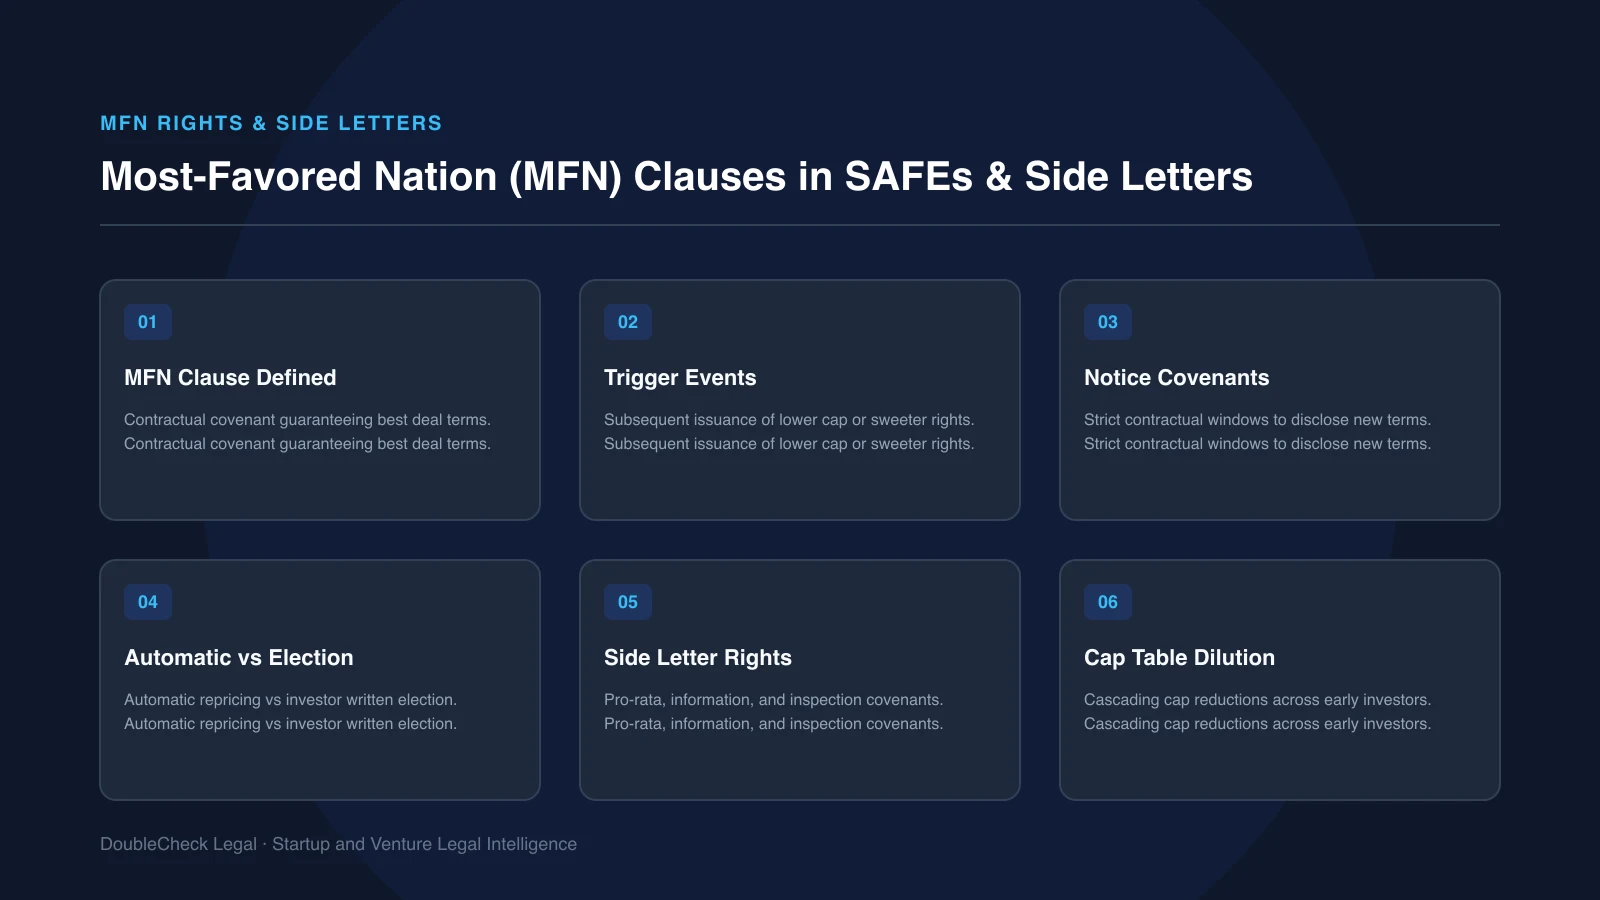 MFN RIGHTS & SIDE LETTERS
Most-Favored Nation (MFN) Clauses in SAFEs & Side Letters
01
MFN Clause Defined
Contractual covenant guaranteeing best deal terms.
Contractual covenant guaranteeing best deal terms.
02
Trigger Events
Subsequent issuance of lower cap or sweeter rights.
Subsequent issuance of lower cap or sweeter rights.
03
Notice Covenants
Strict contractual windows to disclose new terms.
Strict contractual windows to disclose new terms.
04
Automatic vs Election
Automatic repricing vs investor written election.
Automatic repricing vs investor written election.
05
Side Letter Rights
Pro-rata, information, and inspection covenants.
Pro-rata, information, and inspection covenants.
06
Cap Table Dilution
Cascading cap reductions across early investors.
Cascading cap reductions across early investors.
DoubleCheck Legal · Startup and Venture Legal Intelligence